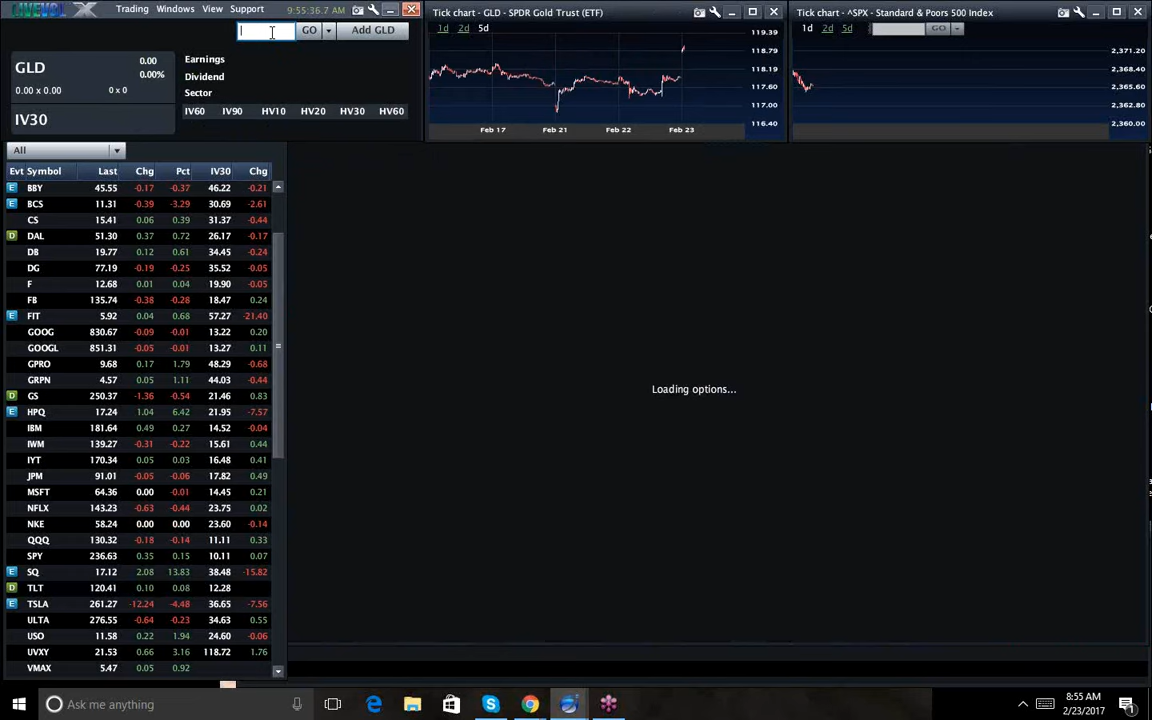 LIVEVOL X Trading Windows View Support 9:55:36.7 AM
GO Add GLD
GLD 0.00
0.00%
0.00 x 0.00 0 x 0
IV30
Earnings
Dividend
Sector
IV60 IV90 HV10 HV20 HV30 HV60
Tick chart - GLD - SPDR Gold Trust (ETF)
1d 2d 5d
119.39
118.79
118.19
117.60
117.00
116.40
Feb 17 Feb 21 Feb 22 Feb 23
Tick chart - ^SPX - Standard & Poors 500 Index
1d 2d 5d GO
2,371.20
2,368.40
2,365.60
2,362.80
2,360.00
All
Evt Symbol Last Chg Pct IV30 Chg
E BBY 45.55 -0.17 -0.37 46.22 -0.21
E BCS 11.31 -0.39 -3.29 30.69 -2.61
CS 15.41 0.06 0.39 31.37 -0.44
D DAL 51.30 0.37 0.72 26.17 -0.17
DB 19.77 0.12 0.61 34.45 -0.24
DG 77.19 -0.19 -0.25 35.52 -0.05
F 12.68 0.01 0.04 19.90 -0.05
FB 135.74 -0.38 -0.28 18.47 0.24
E FIT 5.92 0.04 0.68 57.27 -21.40
GOOG 830.67 -0.09 -0.01 13.22 0.20
GOOGL 851.31 -0.05 -0.01 13.27 0.11
GPRO 9.68 0.17 1.79 48.29 -0.68
GRPN 4.57 0.05 1.11 44.03 -0.44
D GS 250.37 -1.36 -0.54 21.46 0.83
E HPQ 17.24 1.04 6.42 21.95 -7.57
IBM 181.64 0.49 0.27 14.52 -0.04
IWM 139.27 -0.31 -0.22 15.61 0.44
IYT 170.34 0.05 0.03 16.48 0.41
JPM 91.01 -0.05 -0.06 17.82 0.49
MSFT 64.36 0.00 -0.01 14.45 0.21
NFLX 143.23 -0.63 -0.44 23.75 0.02
NKE 58.24 0.00 0.00 23.60 -0.14
QQQ 130.32 -0.18 -0.14 11.11 0.33
SPY 236.63 0.35 0.15 10.11 0.07
E SQ 17.12 2.08 13.83 38.48 -15.82
D TLT 120.41 0.10 0.08 12.28
E TSLA 261.27 -12.24 -4.48 36.65 -7.56
ULTA 276.55 -0.64 -0.23 34.63 0.55
USO 11.58 0.22 1.94 24.60 -0.06
UVXY 21.53 0.66 3.16 118.72 1.76
VMAX 5.47 0.05 0.92
Loading options...
Ask me anything
8:55 AM
2/23/2017